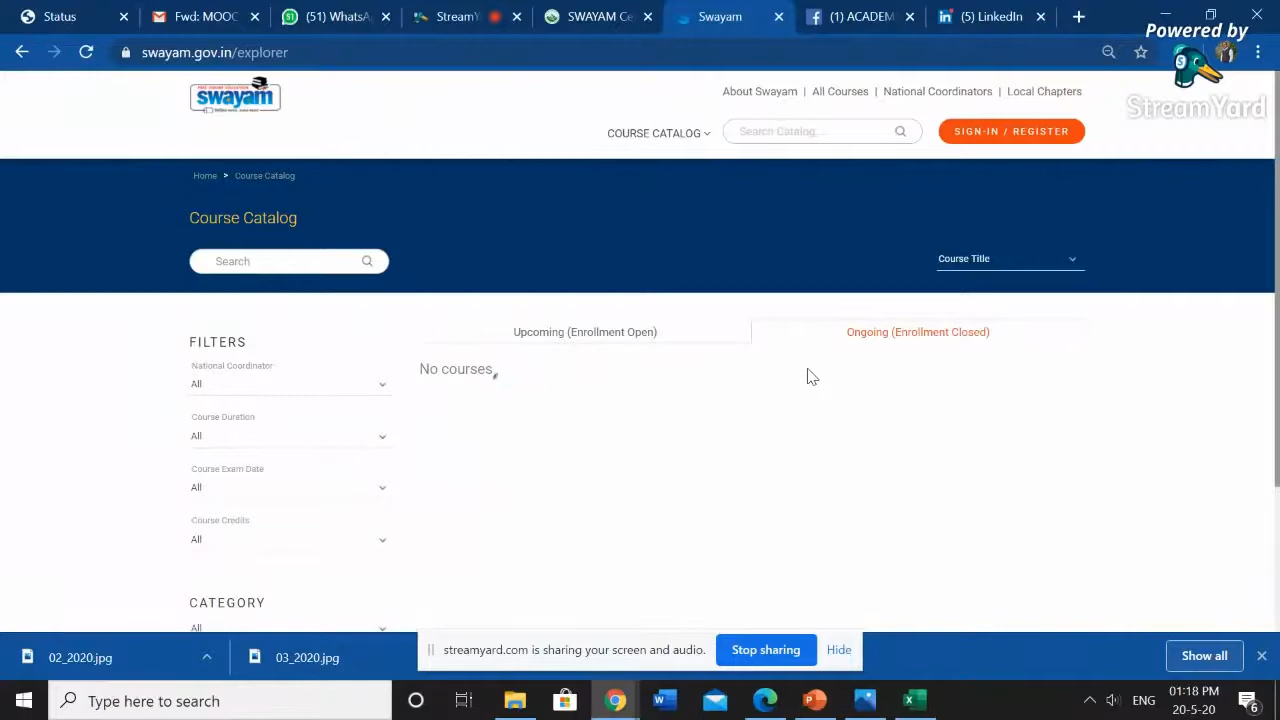 Status
Fwd: MOOC
(51) WhatsA
StreamY
SWAYAM Ce
Swayam
(1) ACADEM
(5) LinkedIn
Powered by
swayam.gov.in/explorer
StreamYard
swayam
About Swayam | All Courses | National Coordinators | Local Chapters
COURSE CATALOG
Search Catalog...
SIGN-IN / REGISTER
Home > Course Catalog
Course Catalog
Search
Course Title
FILTERS
Upcoming (Enrollment Open)
Ongoing (Enrollment Closed)
National Coordinator
All
No courses
Course Duration
All
Course Exam Date
All
Course Credits
All
CATEGORY
All
02_2020.jpg
03_2020.jpg
streamyard.com is sharing your screen and audio.
Stop sharing
Hide
Show all
Type here to search
ENG
01:18 PM
20-5-20
6